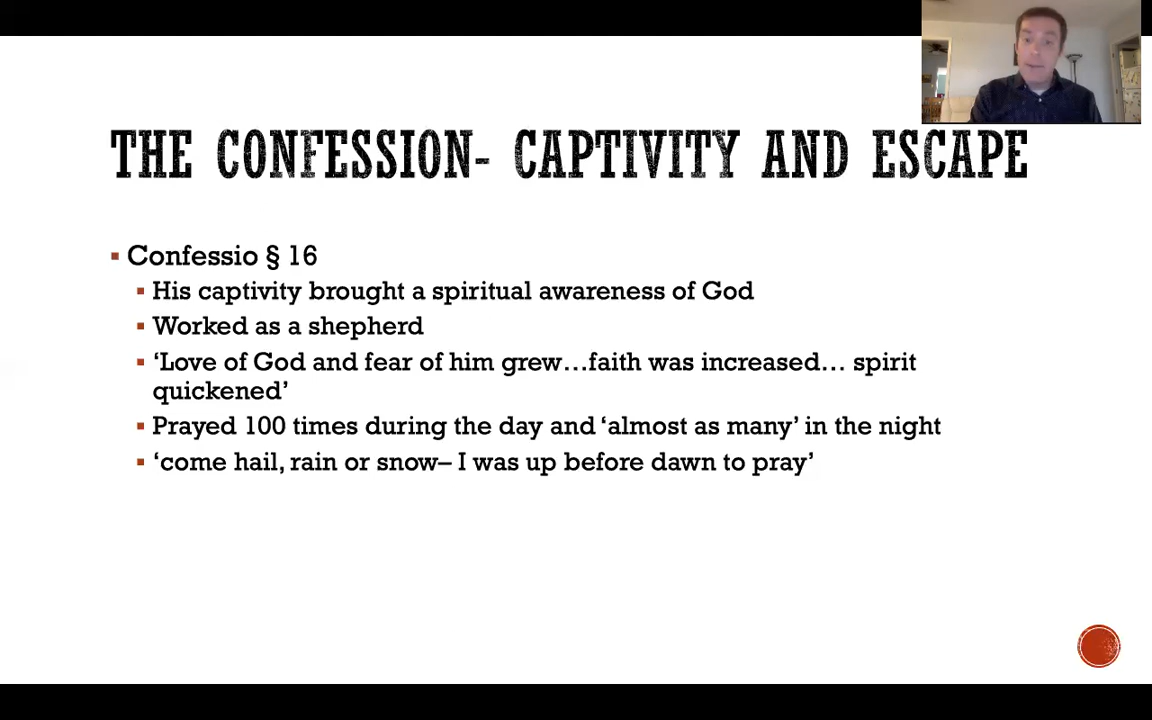 THE CONFESSION- CAPTIVITY AND ESCAPE
Confessio § 16
His captivity brought a spiritual awareness of God
Worked as a shepherd
‘Love of God and fear of him grew…faith was increased… spirit
quickened’
Prayed 100 times during the day and ‘almost as many’ in the night
‘come hail, rain or snow– I was up before dawn to pray’